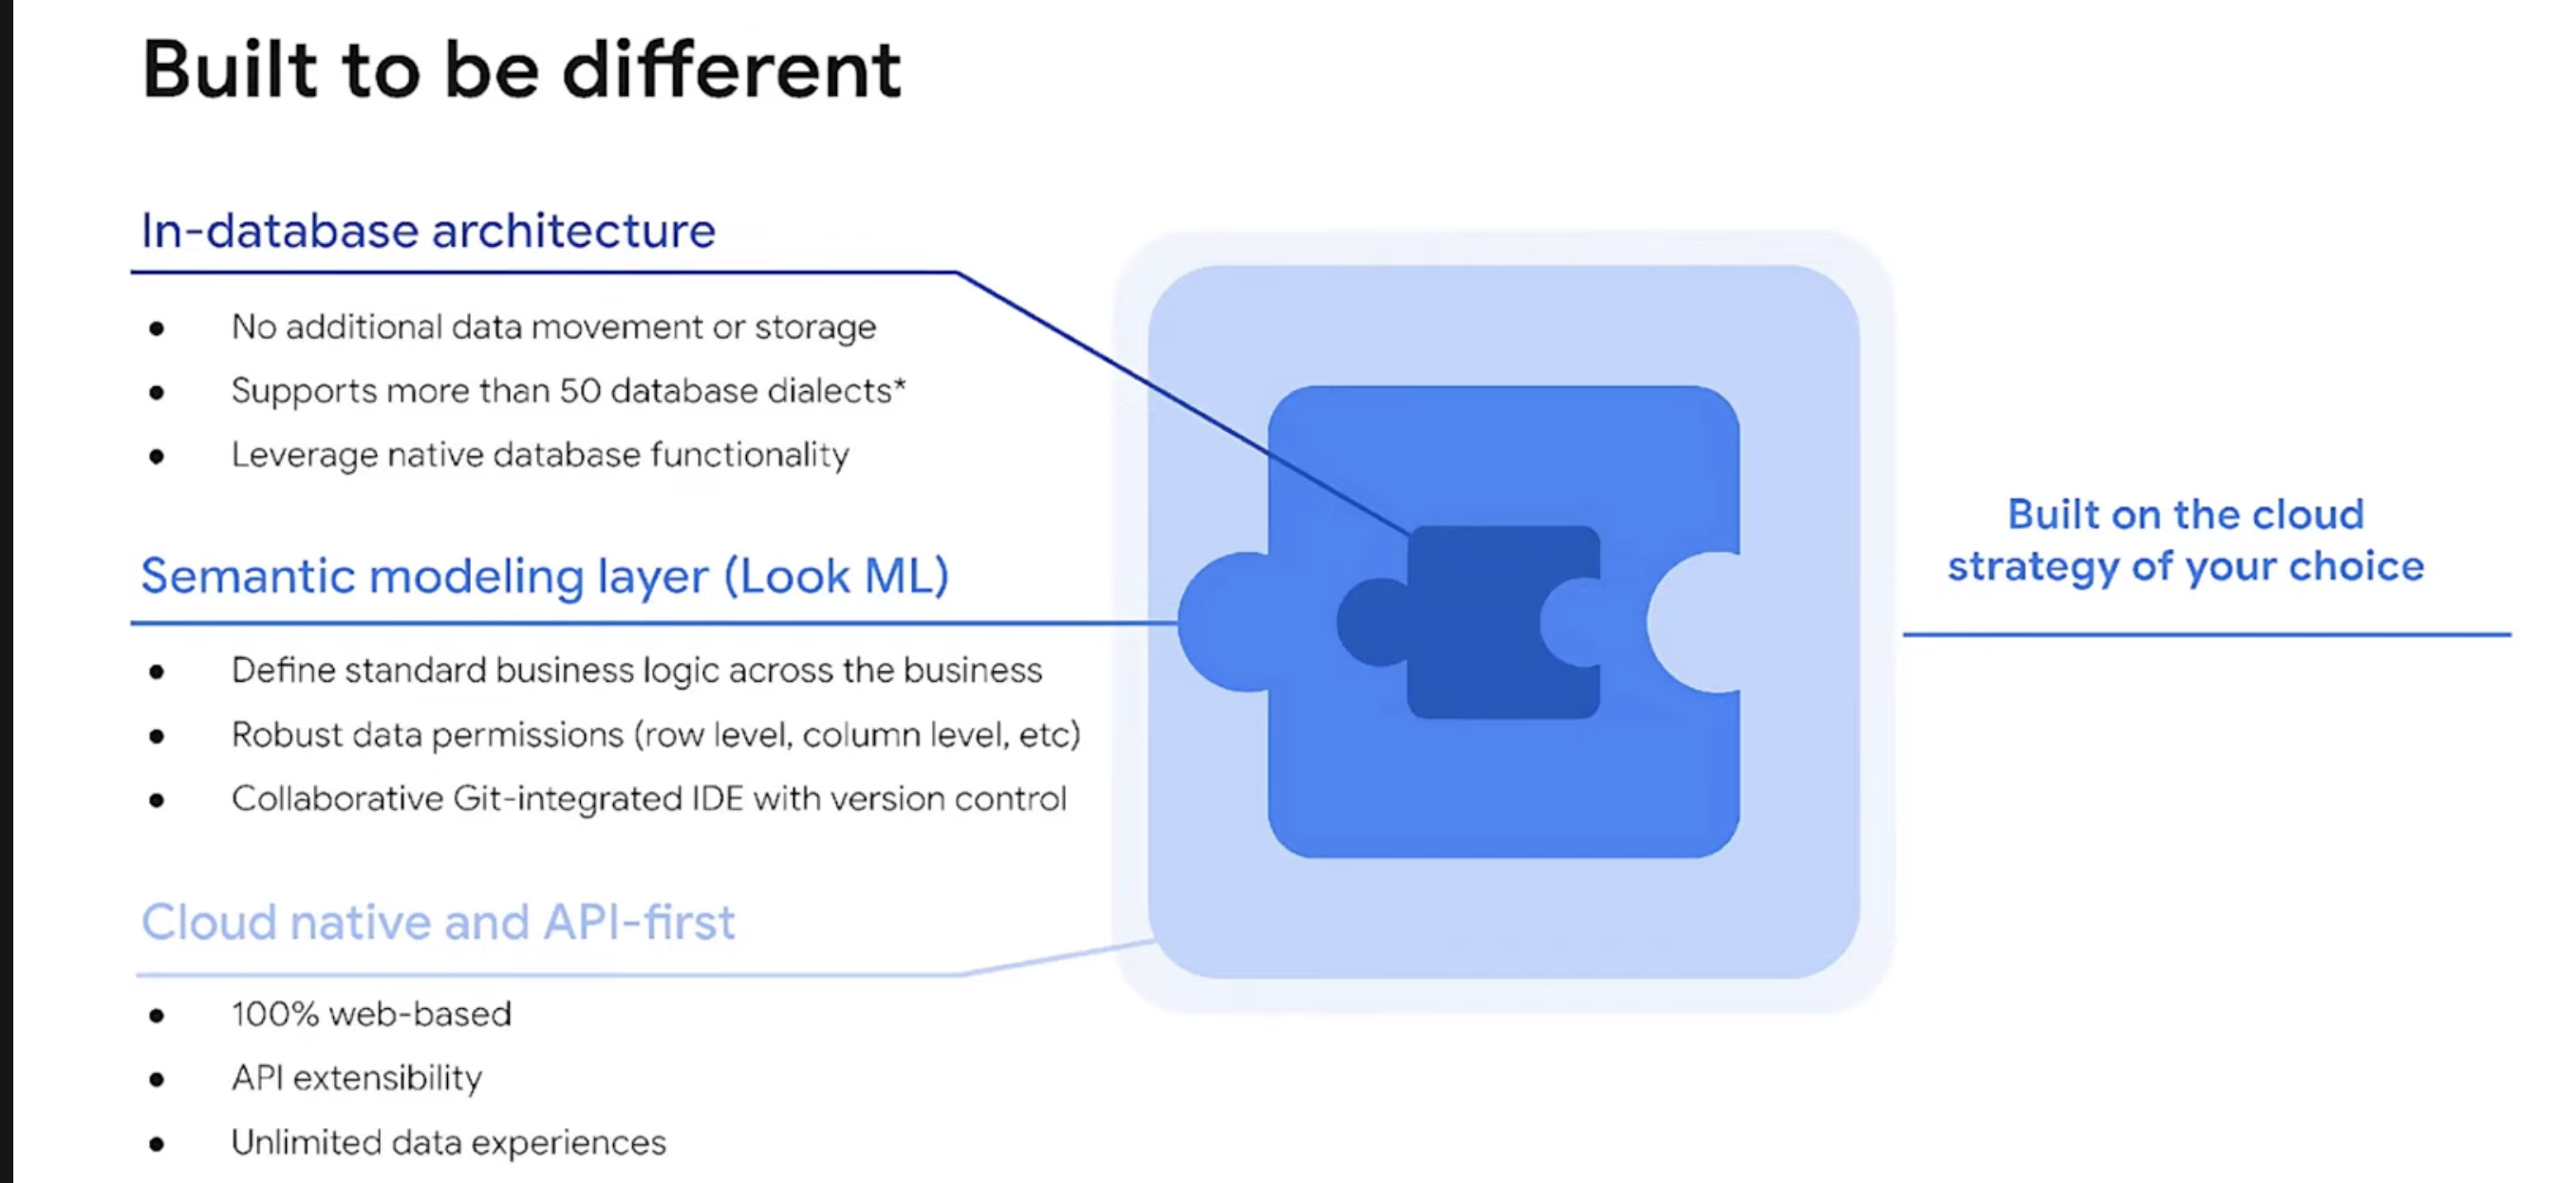 Built to be different
In-database architecture
● No additional data movement or storage
● Supports more than 50 database dialects*
● Leverage native database functionality
Semantic modeling layer (Look ML)
● Define standard business logic across the business
● Robust data permissions (row level, column level, etc)
● Collaborative Git-integrated IDE with version control
Cloud native and API-first
● 100% web-based
● API extensibility
● Unlimited data experiences
Built on the cloud
strategy of your choice